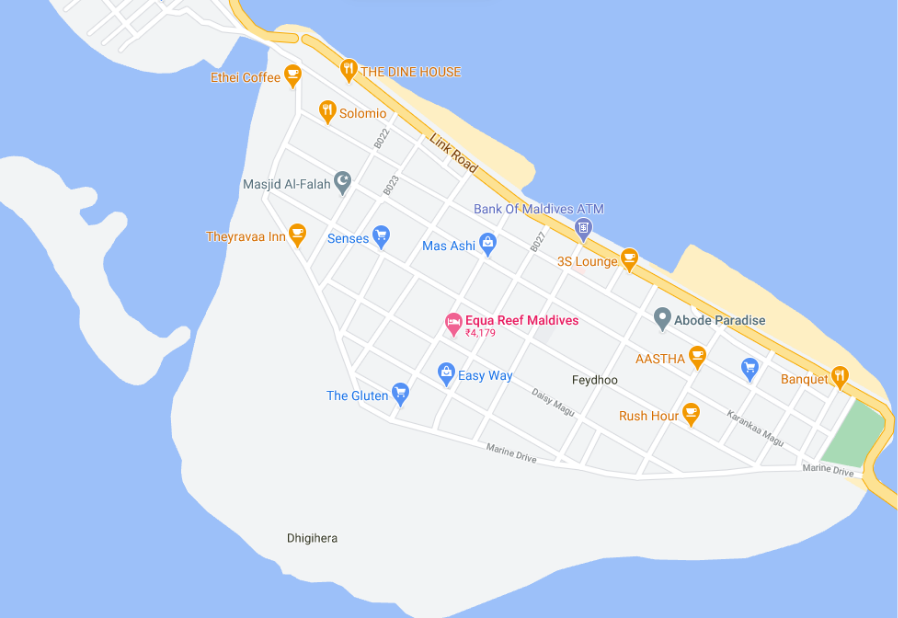 THE DINE HOUSE
Ethei Coffee
Solomio
B022
Link Road
Masjid Al-Falah
B023
Bank Of Maldives ATM
Theyravaa Inn
Senses
Mas Ashi
B027
3S Lounge
Equa Reef Maldives
₹4,179
Abode Paradise
AASTHA
Easy Way
Feydhoo
Banquet
The Gluten
Daisy Magu
Rush Hour
Karankaa Magu
Marine Drive
Marine Drive
Dhigihera